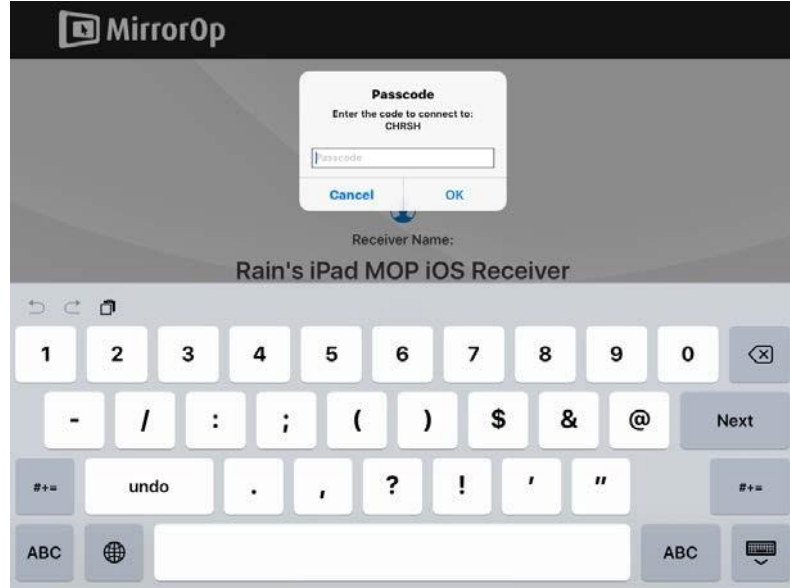 MirrorOp
Passcode
Enter the code to connect to:
CHRSH
Passcode
Cancel OK
Receiver Name:
Rain's iPad MOP iOS Receiver
1 2 3 4 5 6 7 8 9 0
- / : ; ( ) $ & @ Next
#+= undo . , ? ! ' " #+=
ABC ABC